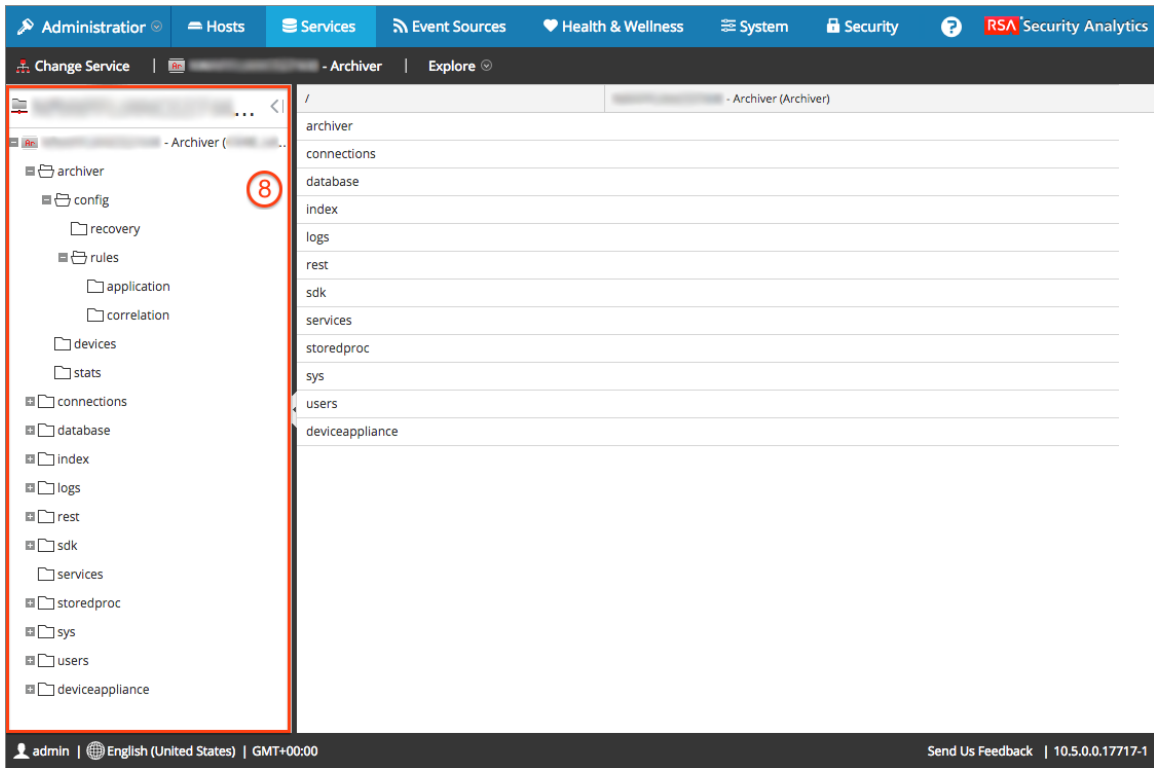 Administratior Hosts Services Event Sources Health & Wellness System Security ? RSA Security Analytics
Change Service | - Archiver | Explore
...
- Archiver ( ..
archiver
config
recovery
rules
application
correlation
devices
stats
connections
database
index
logs
rest
sdk
services
storedproc
sys
users
deviceappliance
8
/ - Archiver (Archiver)
archiver
connections
database
index
logs
rest
sdk
services
storedproc
sys
users
deviceappliance
admin | English (United States) | GMT+00:00 Send Us Feedback | 10.5.0.0.17717-1